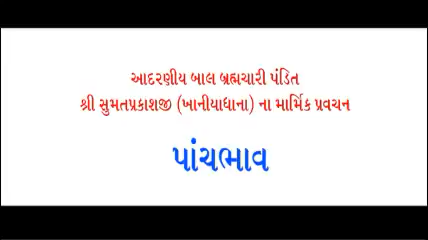 આદરણીય બાલ બ્રહ્મચારી પંડિત
શ્રી સુમતપ્રકાશજી (ખાનીયાધાના) ના માર્મિક પ્રવચન
પાંચભાવ